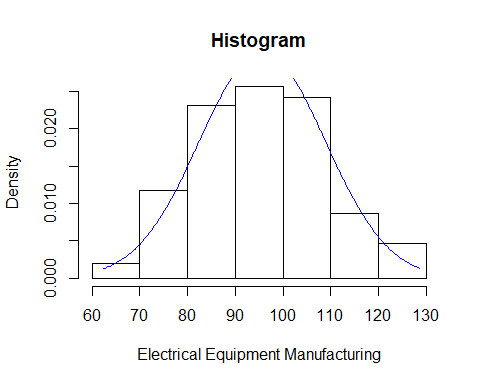 Histogram
Density
0.020
0.010
0.000
60 70 80 90 100 110 120 130
Electrical Equipment Manufacturing